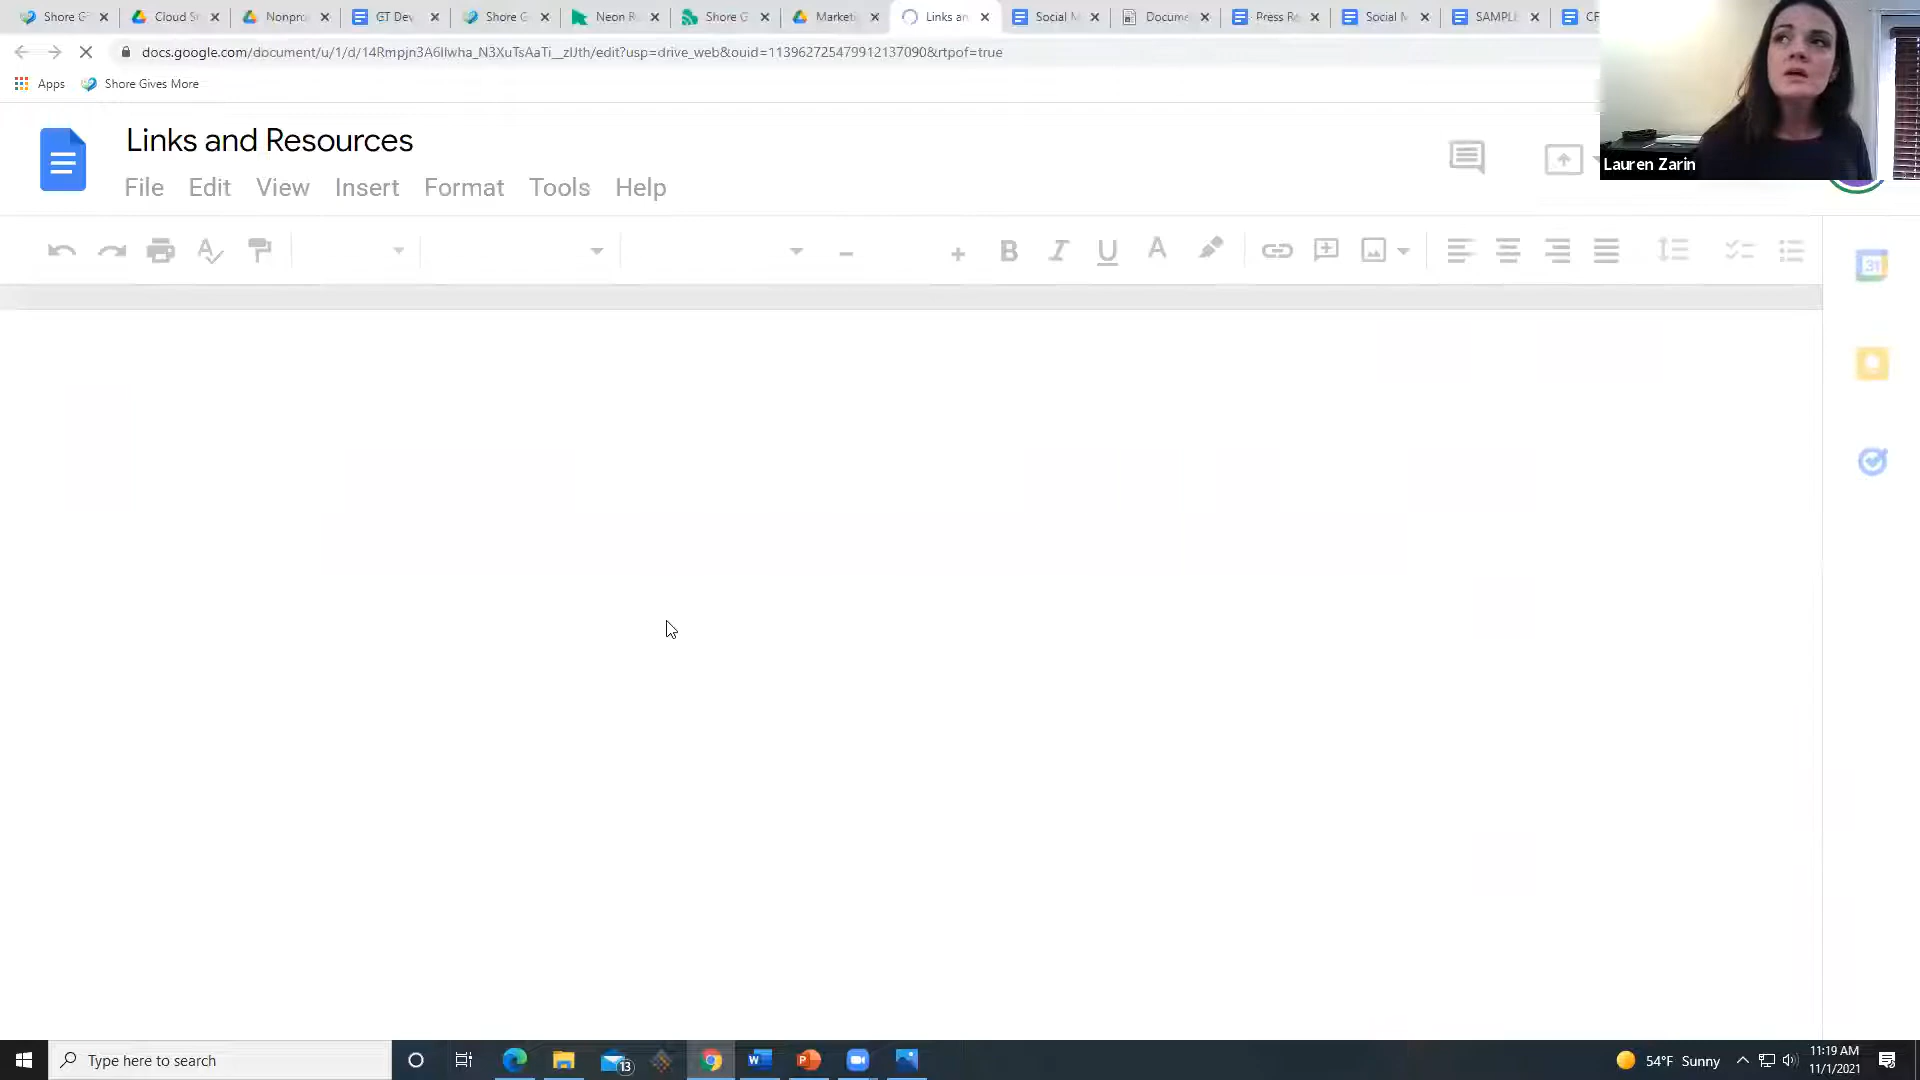 Shore G
Cloud S
Nonpro
GT Dev
Shore G
Neon R
Shore G
Market
Links an
Social M
Docume
Press Re
Social M
SAMPLE
CF
docs.google.com/document/u/1/d/14Rmpjn3A6IIwha_N3XuTsAaTi__zlJth/edit?usp=drive_web&ouid=113962725479912137090&rtpof=true
Apps
Shore Gives More
Links and Resources
File Edit View Insert Format Tools Help
Lauren Zarin
B I U A
31
Type here to search
13
W
P
54°F Sunny
11:19 AM
11/1/2021